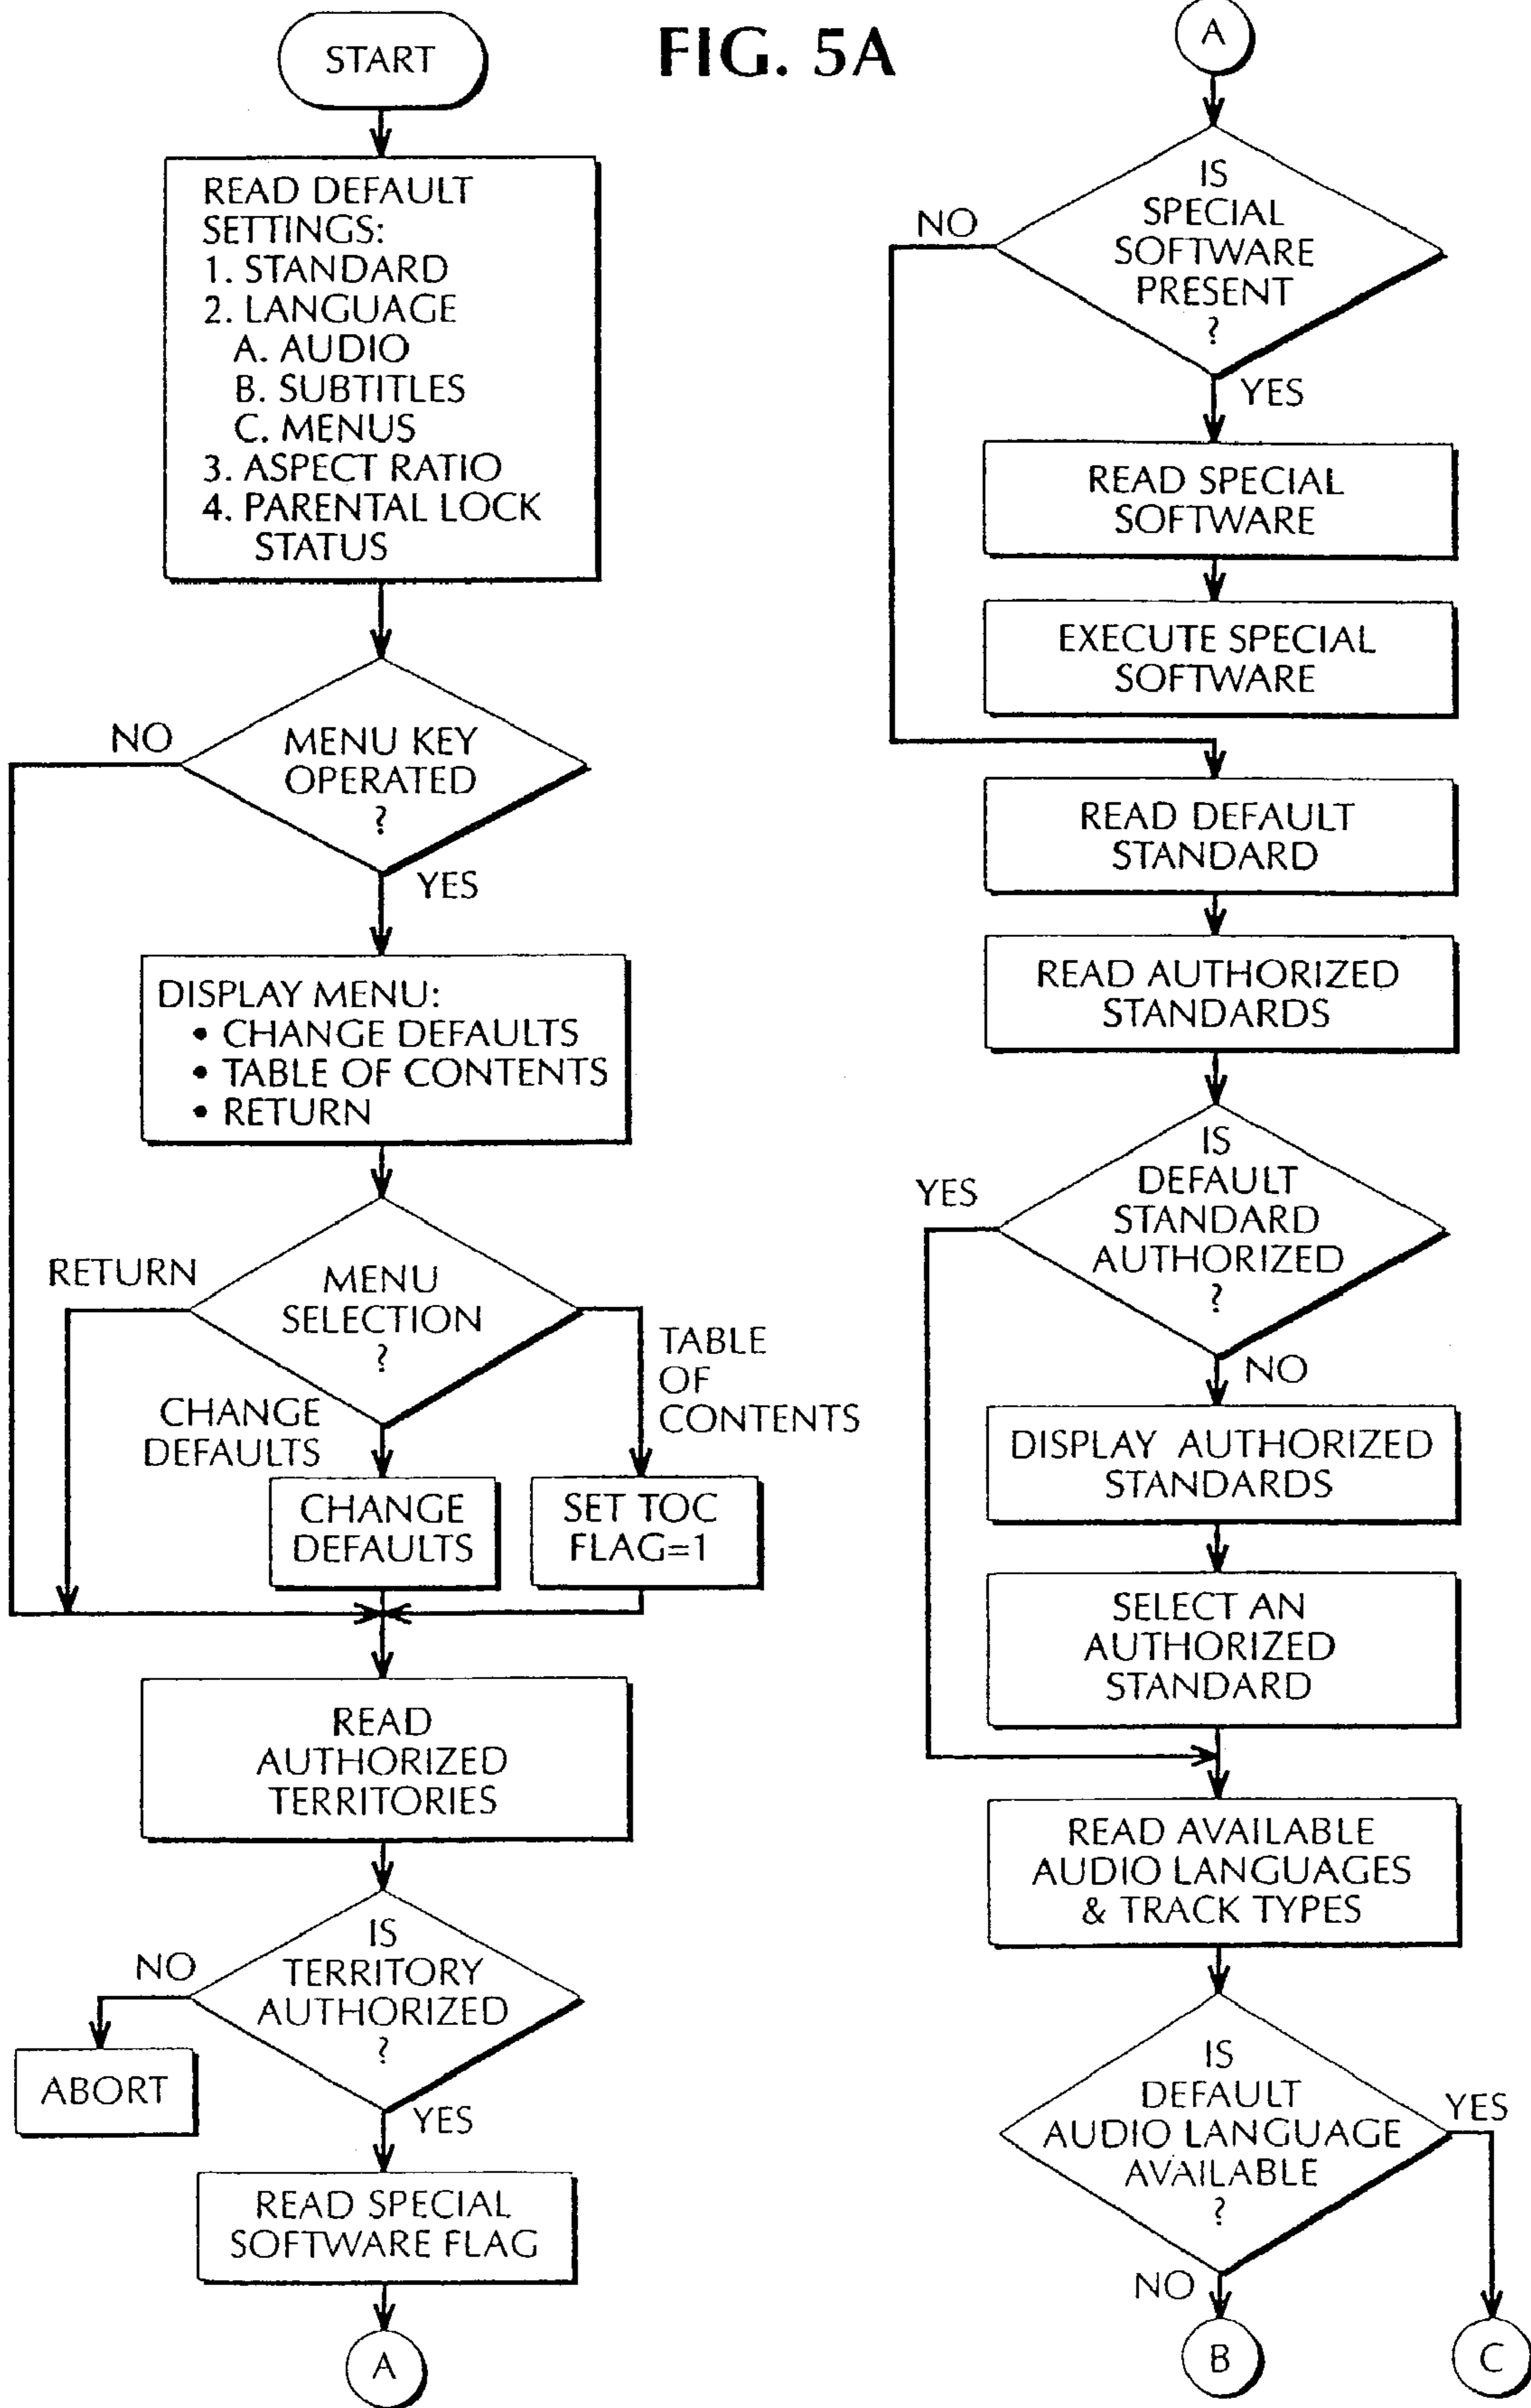 FIG. 5A
START
READ DEFAULT
SETTINGS:
1. STANDARD
2. LANGUAGE
A. AUDIO
B. SUBTITLES
C. MENUS
3. ASPECT RATIO
4. PARENTAL LOCK
STATUS
NO
MENU KEY
OPERATED
?
YES
DISPLAY MENU:
• CHANGE DEFAULTS
• TABLE OF CONTENTS
• RETURN
RETURN
MENU
SELECTION
?
TABLE
OF
CONTENTS
CHANGE
DEFAULTS
CHANGE
DEFAULTS
SET TOC
FLAG=1
READ
AUTHORIZED
TERRITORIES
NO
IS
TERRITORY
AUTHORIZED
?
ABORT
YES
READ SPECIAL
SOFTWARE FLAG
A
A
IS
SPECIAL
SOFTWARE
PRESENT
?
NO
YES
READ SPECIAL
SOFTWARE
EXECUTE SPECIAL
SOFTWARE
READ DEFAULT
STANDARD
READ AUTHORIZED
STANDARDS
IS
DEFAULT
STANDARD
AUTHORIZED
?
YES
NO
DISPLAY AUTHORIZED
STANDARDS
SELECT AN
AUTHORIZED
STANDARD
READ AVAILABLE
AUDIO LANGUAGES
& TRACK TYPES
IS
DEFAULT
AUDIO LANGUAGE
AVAILABLE
?
YES
NO
B
C